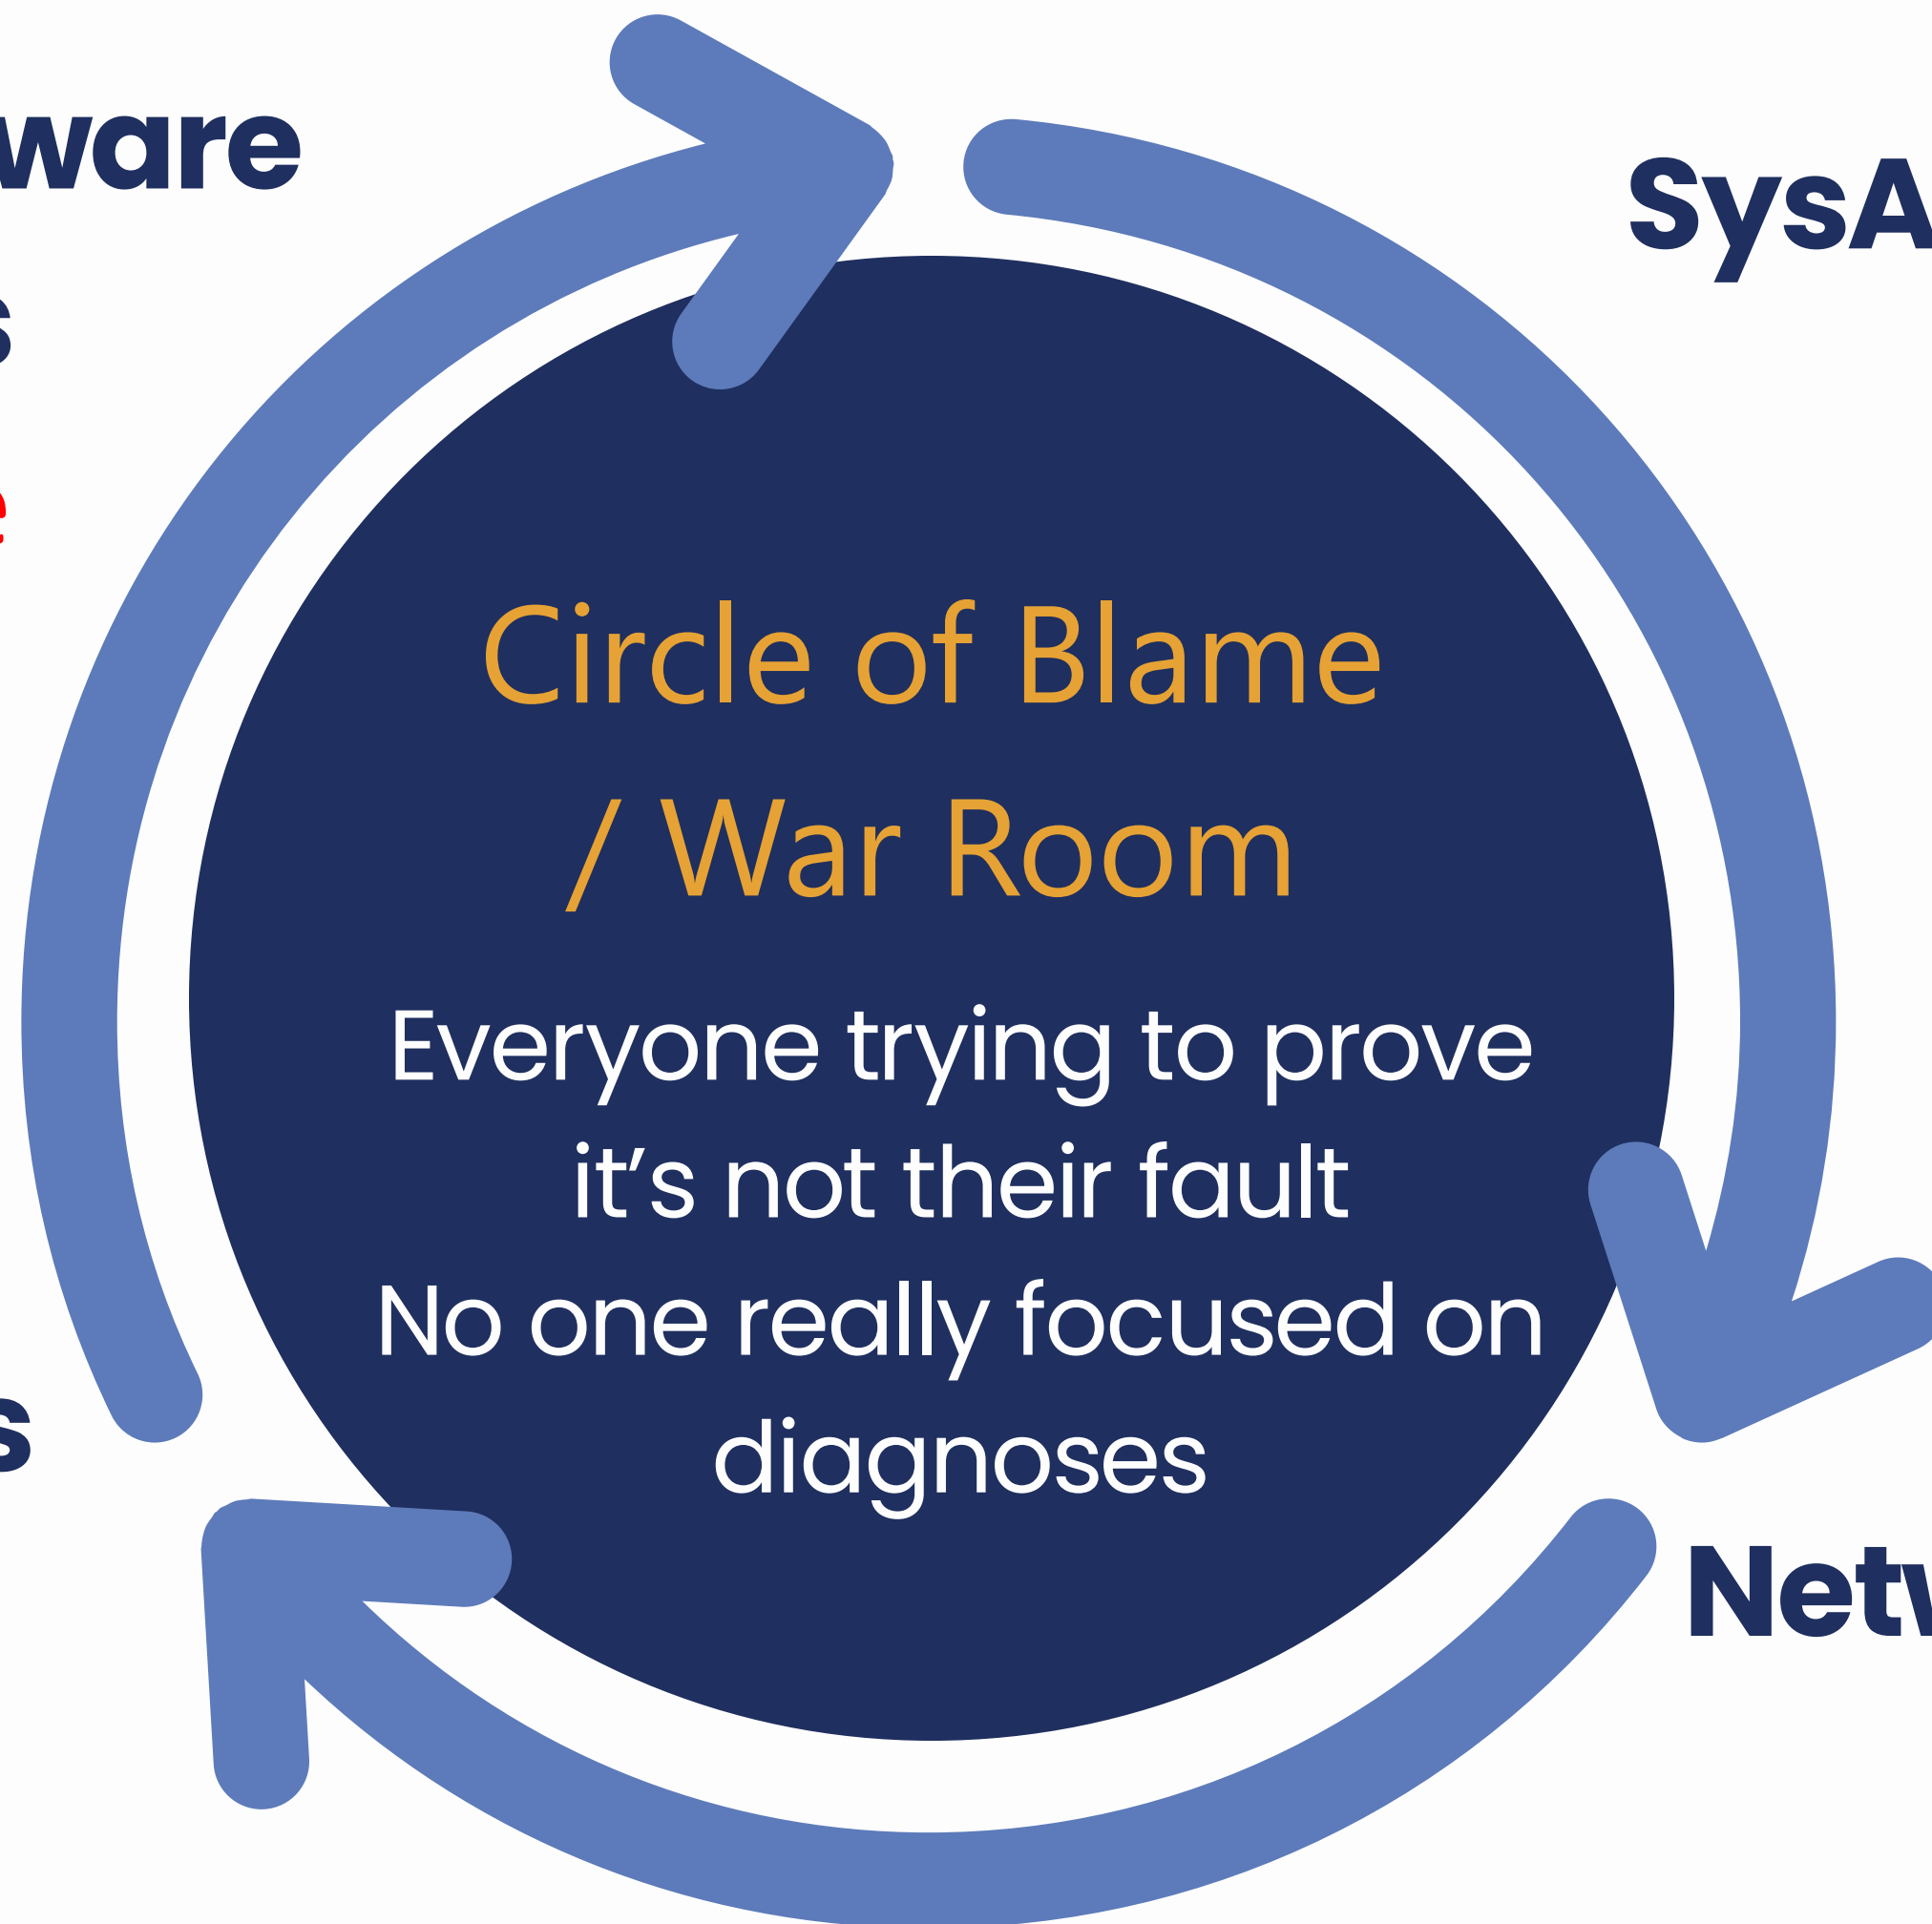 ware
SysA
s
e
Circle of Blame
/ War Room
Everyone trying to prove
it's not their fault
No one really focused on
diagnoses
s
Netw